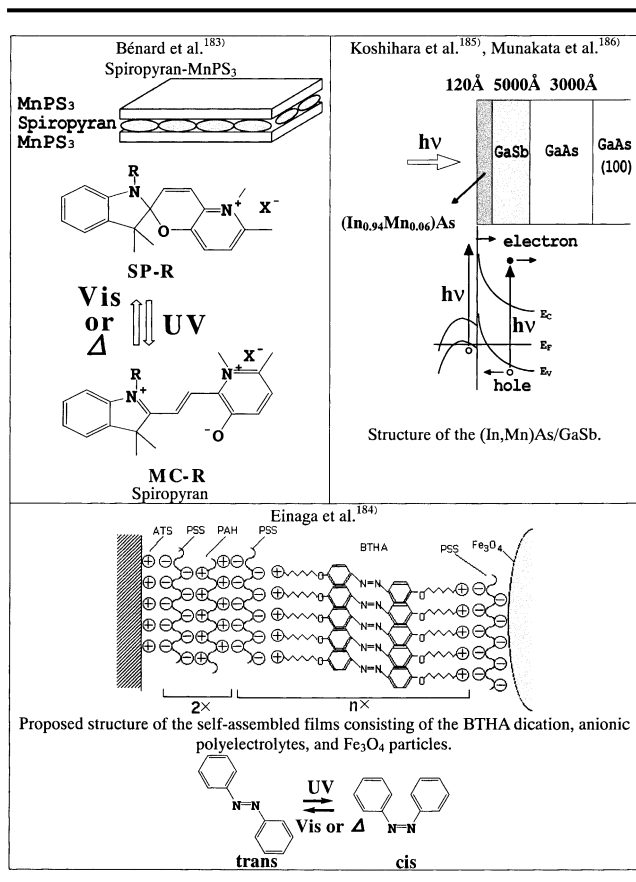 Bénard et al.183)
Spiropyran-MnPS3
MnPS3
Spiropyran
MnPS3
R
N
O
N+
X−
SP-R
Vis
or
Δ
UV
R
N+
N+
X−
−O
MC-R
Spiropyran
Koshihara et al.185), Munakata et al.186)
120Å 5000Å 3000Å
hν
GaSb
GaAs
GaAs
(100)
(In0.94Mn0.06)As
electron
hν
hν
EC
EF
EV
hole
Structure of the (In,Mn)As/GaSb.
Einaga et al.184)
ATS PSS PAH PSS BTHA PSS Fe3O4
+ − − + + − + O N=N O + − −
+ − − + + − + O N=N O + − −
+ − − + + − + O N=N O + − −
+ − − + + − + O N=N O + − −
+ − − + + − + O N=N O + − −
2× n×
Proposed structure of the self-assembled films consisting of the BTHA dication, anionic
polyelectrolytes, and Fe3O4 particles.
N=N
UV
Vis or Δ
N=N
trans cis